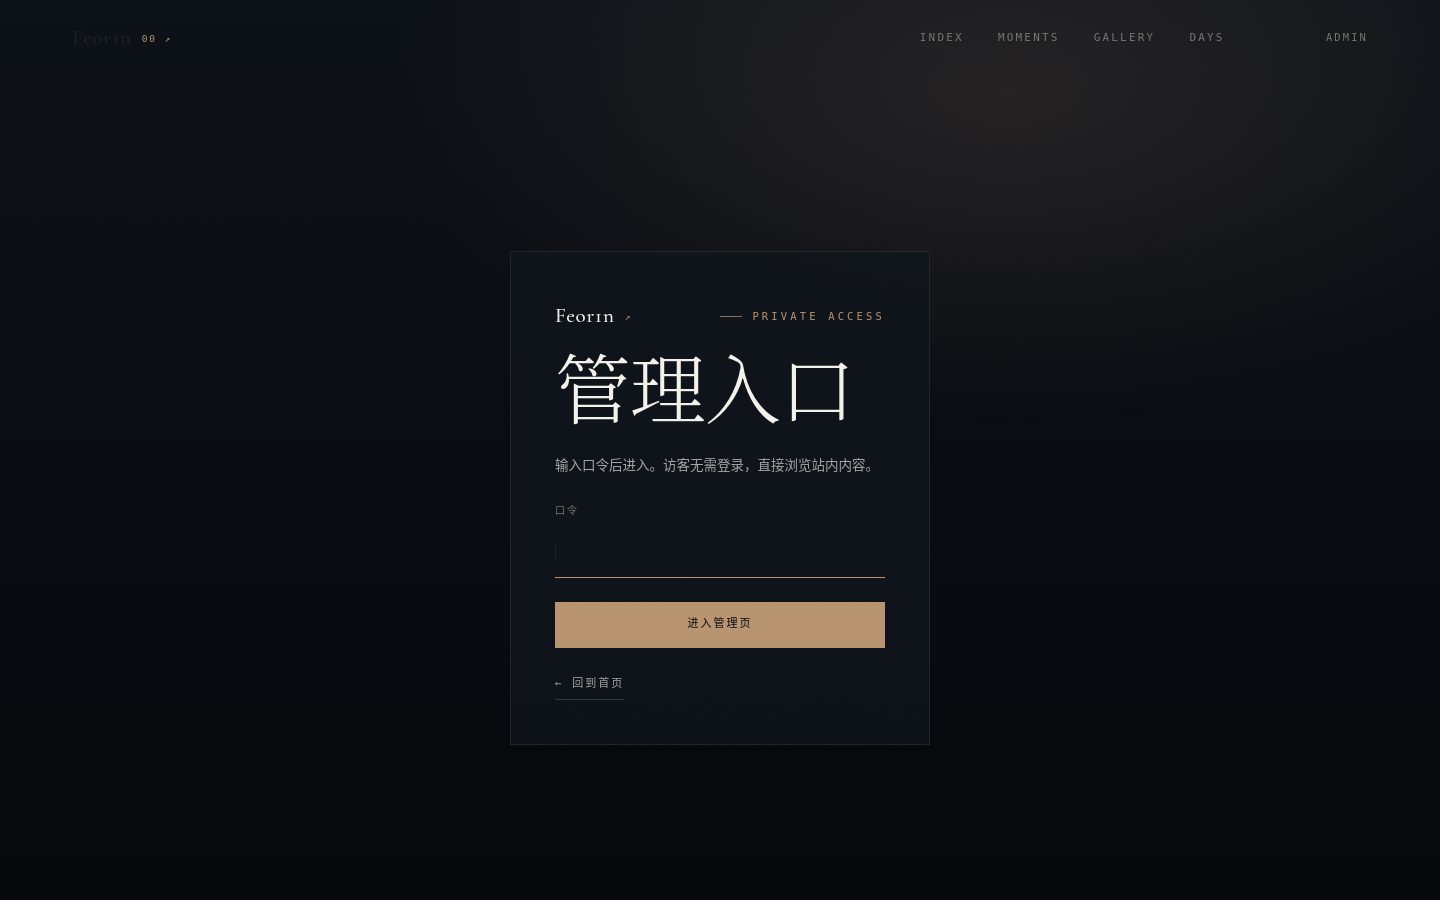 Feorin 00 ↗
INDEX MOMENTS GALLERY DAYS ADMIN
Feorin ↗ PRIVATE ACCESS
管理入口
输入口令后进入。访客无需登录，直接浏览站内内容。
口令
进入管理页
← 回到首页